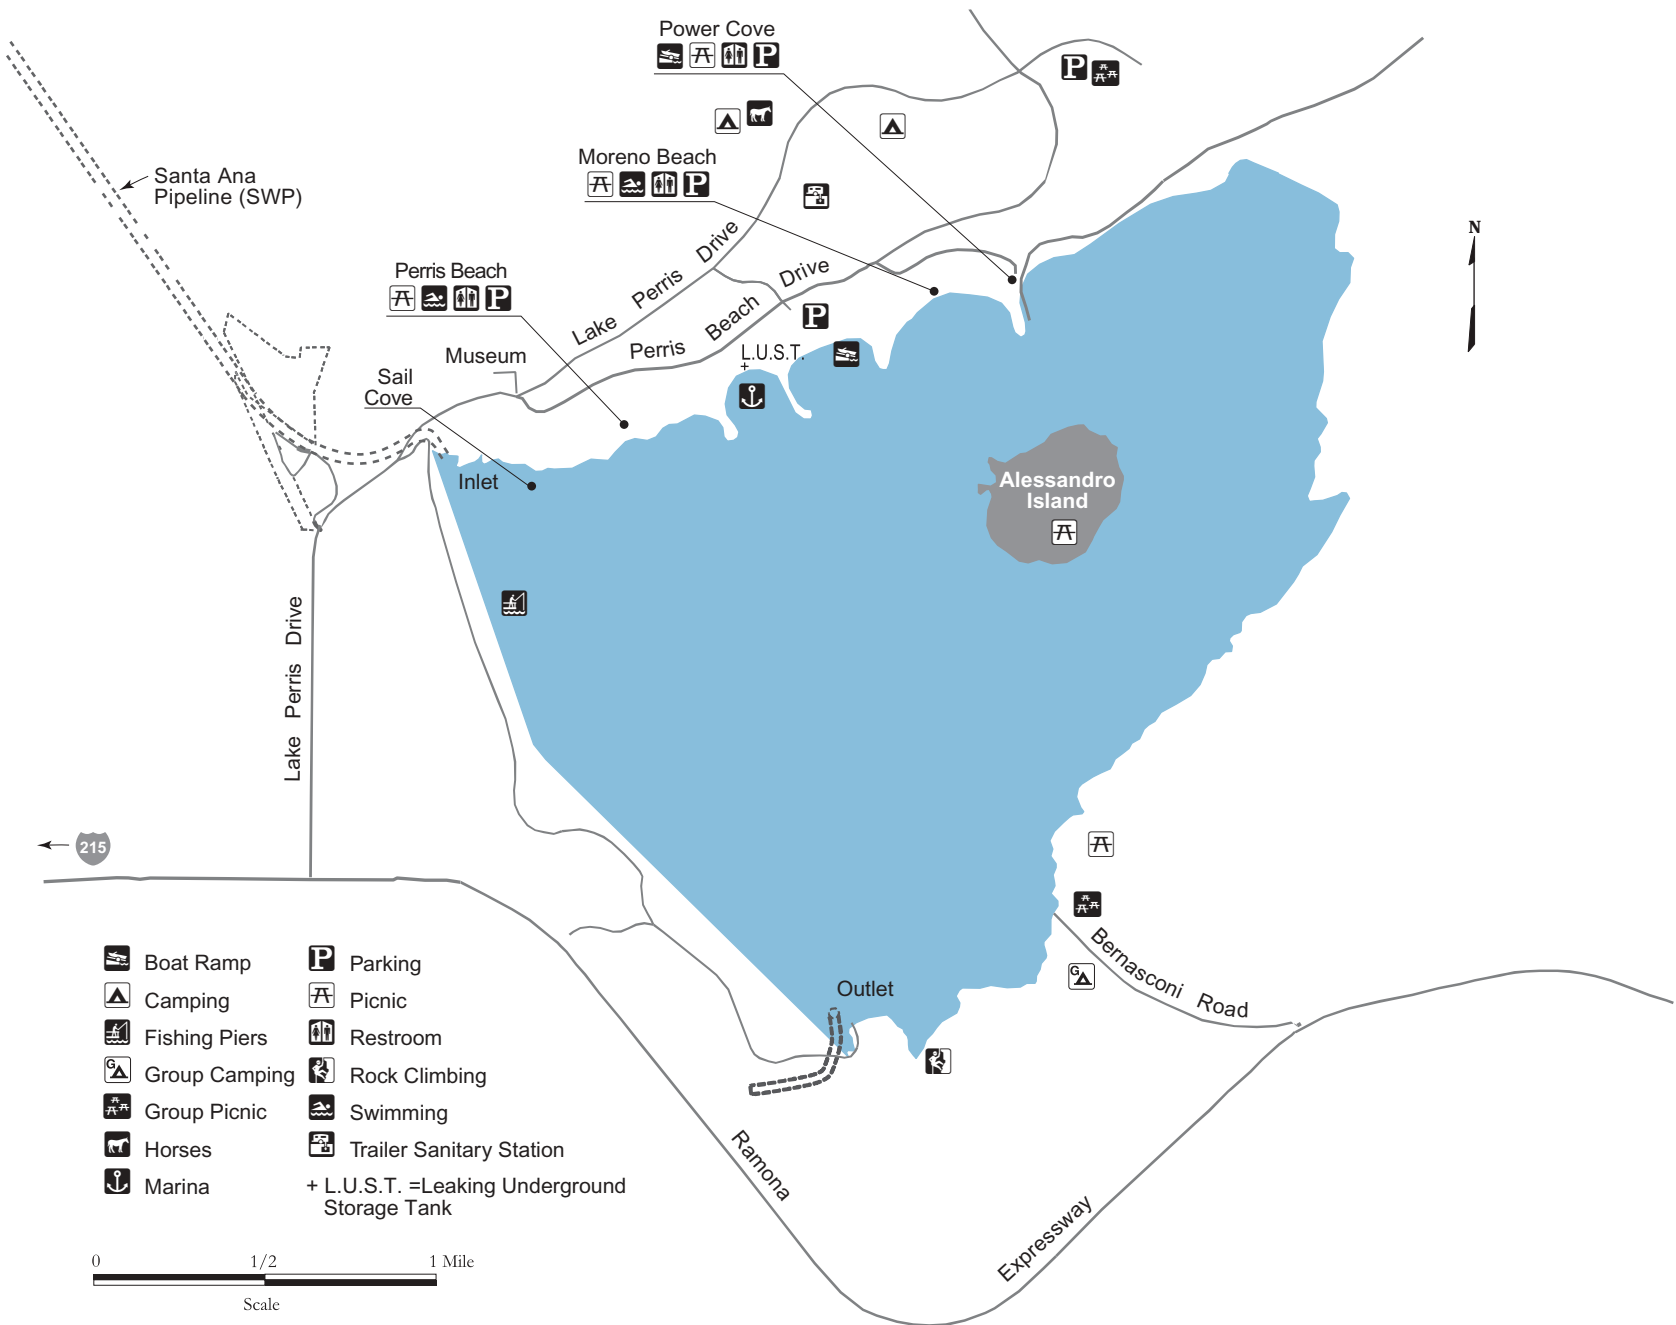 Power Cove
P
P
Moreno Beach
P
Santa Ana
Pipeline (SWP)
N
Perris Beach
P
Lake Perris Drive
Perris Beach Drive
P
L.U.S.T.
+
Museum
Sail
Cove
Inlet
Alessandro
Island
Lake Perris Drive
215
Bernasconi Road
G
Outlet
Ramona
Expressway
Boat Ramp
Camping
Fishing Piers
G
Group Camping
Group Picnic
Horses
Marina
P
Parking
Picnic
Restroom
Rock Climbing
Swimming
Trailer Sanitary Station
+ L.U.S.T. =Leaking Underground
Storage Tank
0 1/2 1 Mile
Scale